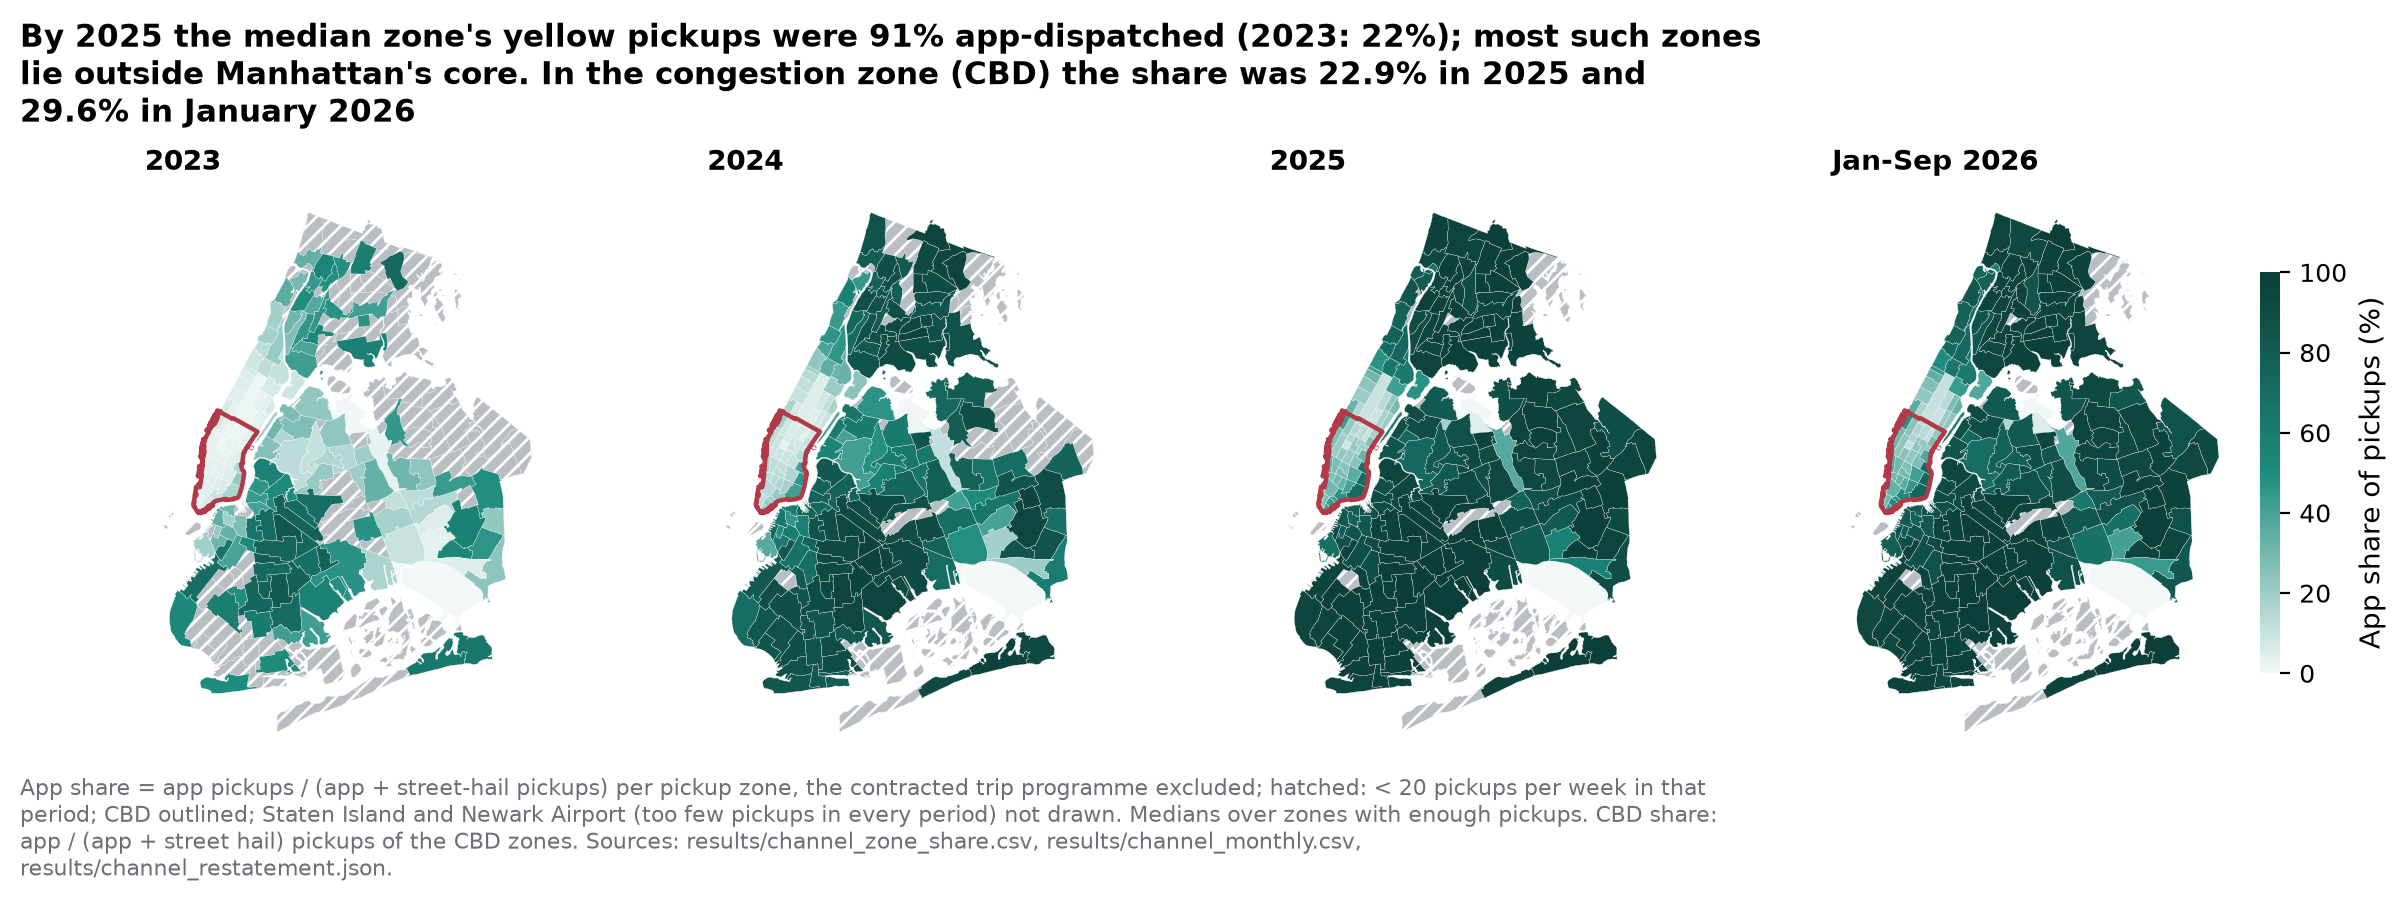 By 2025 the median zone's yellow pickups were 91% app-dispatched (2023: 22%); most such zones
lie outside Manhattan's core. In the congestion zone (CBD) the share was 22.9% in 2025 and
29.6% in January 2026
2023
2024
2025
Jan-Sep 2026
100
80
60
40
20
0
App share of pickups (%)
App share = app pickups / (app + street-hail pickups) per pickup zone, the contracted trip programme excluded; hatched: < 20 pickups per week in that
period; CBD outlined; Staten Island and Newark Airport (too few pickups in every period) not drawn. Medians over zones with enough pickups. CBD share:
app / (app + street hail) pickups of the CBD zones. Sources: results/channel_zone_share.csv, results/channel_monthly.csv,
results/channel_restatement.json.